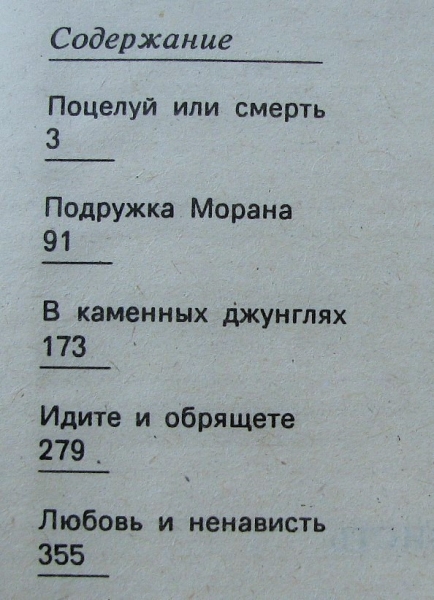 Содержание
Поцелуй или смерть
3
Подружка Морана
91
В каменных джунглях
173
Идите и обрящете
279
Любовь и ненависть
355